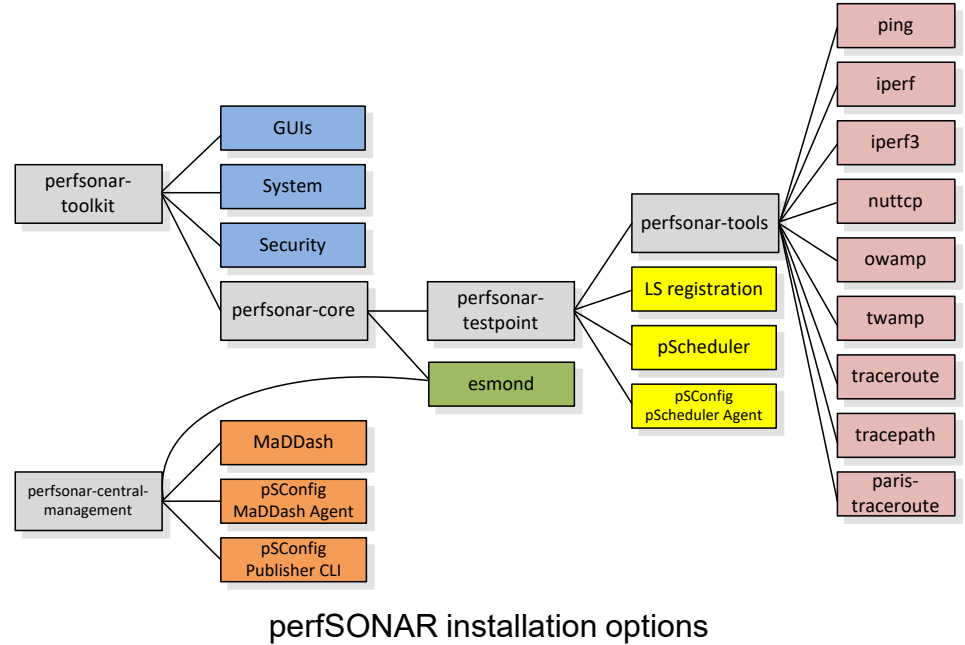 perfsonar-
toolkit
GUIs
System
Security
perfsonar-core
perfsonar-
testpoint
esmond
perfsonar-tools
LS registration
pScheduler
pSConfig
pScheduler Agent
ping
iperf
iperf3
nuttcp
owamp
twamp
traceroute
tracepath
paris-
traceroute
perfsonar-central-
management
MaDDash
pSConfig
MaDDash Agent
pSConfig
Publisher CLI
perfSONAR installation options